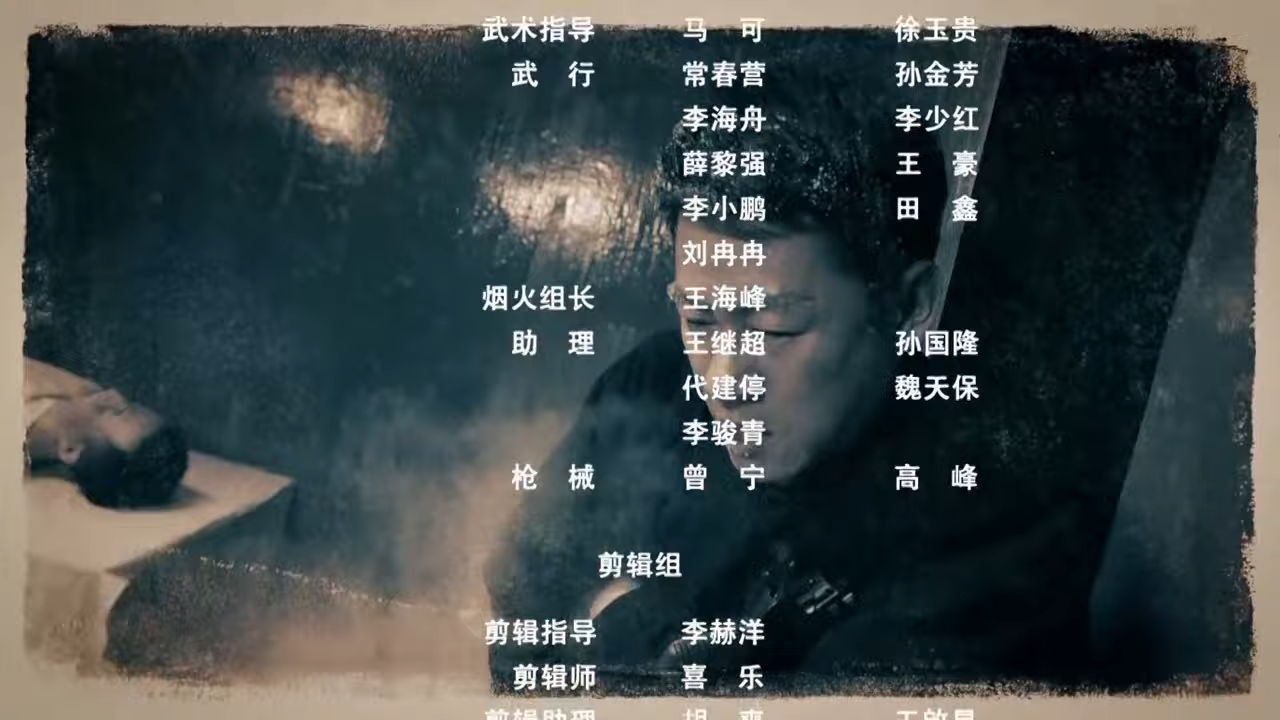 武术指导 马 可 徐玉贵
武 行 常春营 孙金芳
李海舟 李少红
薛黎强 王 豪
李小鹏 田 鑫
刘冉冉
烟火组长 王海峰
助 理 王继超 孙国隆
代建停 魏天保
李骏青
枪 械 曾 宁 高 峰
剪辑组
剪辑指导 李赫洋
剪辑师 喜 乐
剪辑助理